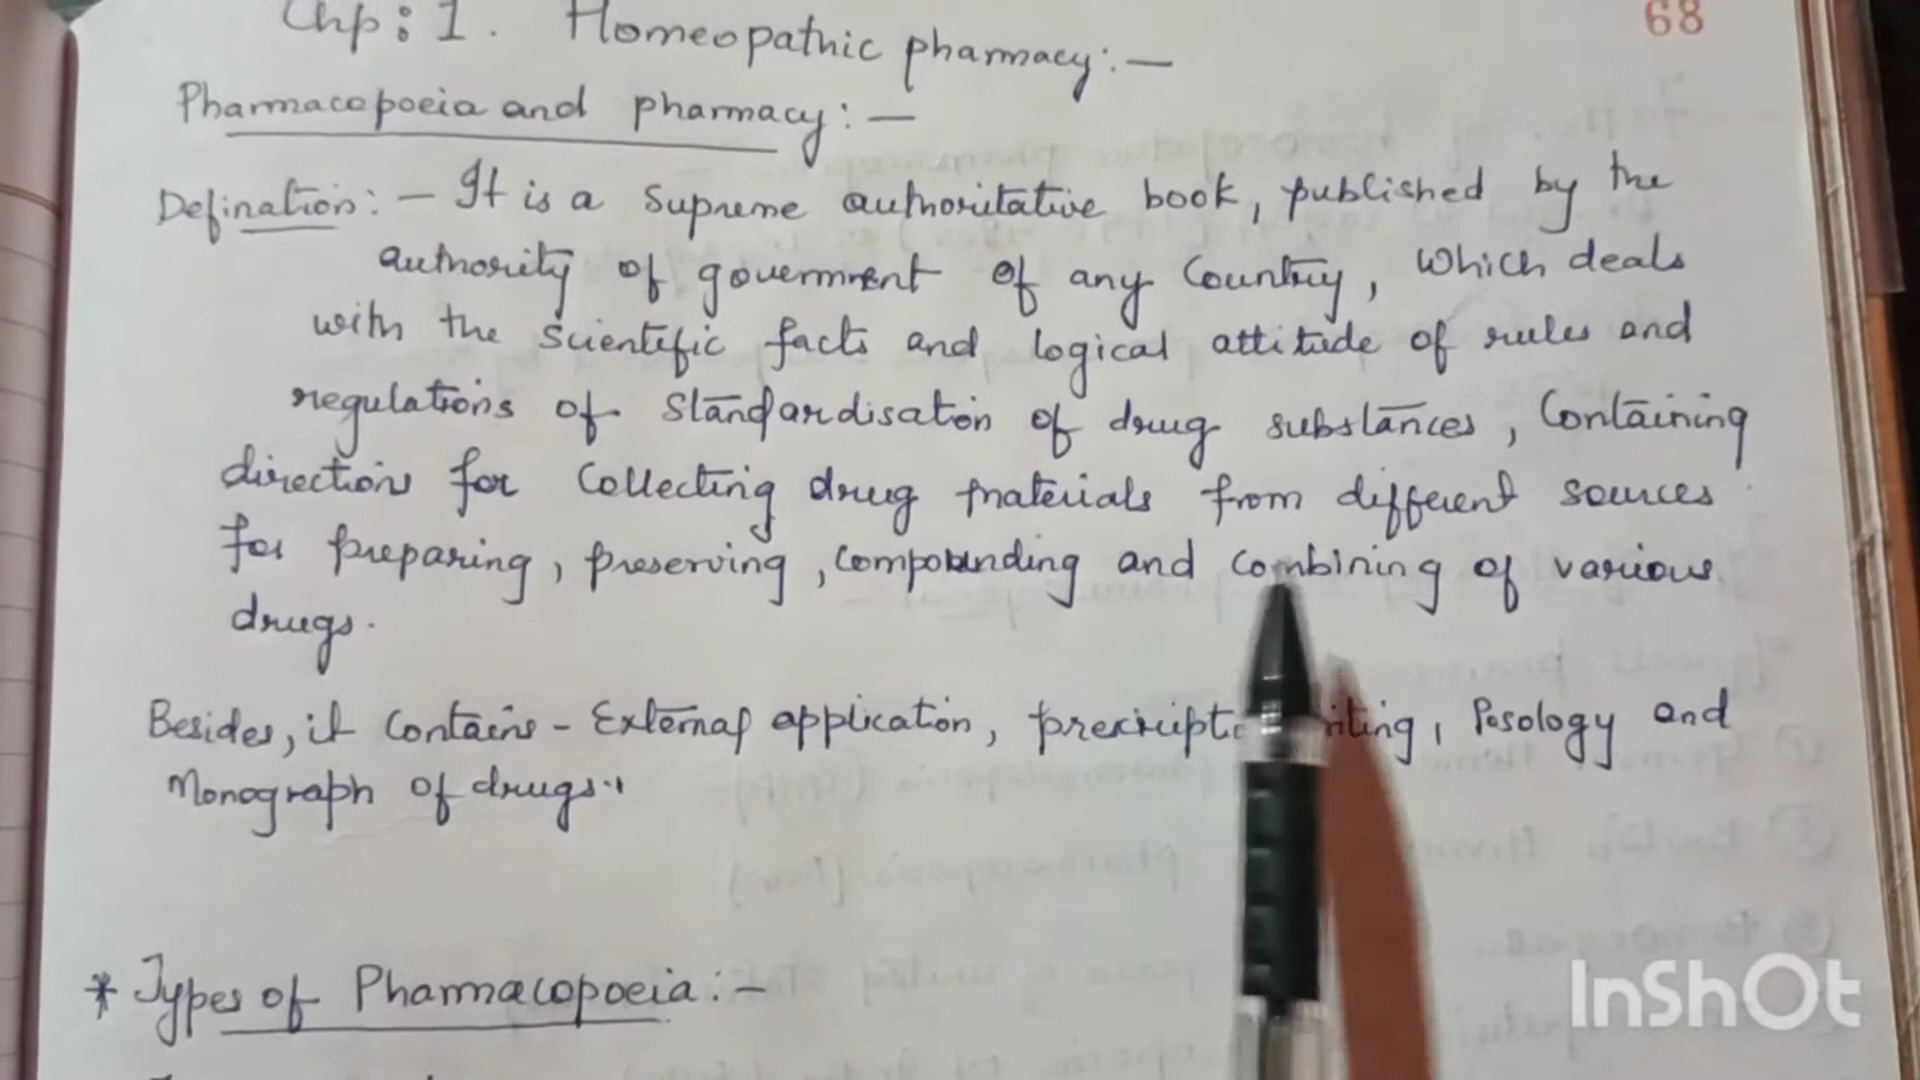 Chp: 1. Homeopathic pharmacy:-
68
Pharmacopoeia and pharmacy:-
Defination:- It is a supreme authoritative book, published by the
authority of government of any country, which deals
with the scientific facts and logical attitude of rules and
regulations of standardisation of drug substances, containing
direction for collecting drug materials from different sources
for preparing, preserving, compounding and combining of various
drugs.
Besides, it contains - External application, Posology and
Monograph of drugs.
* Types of Pharmacopoeia:-
InShOt